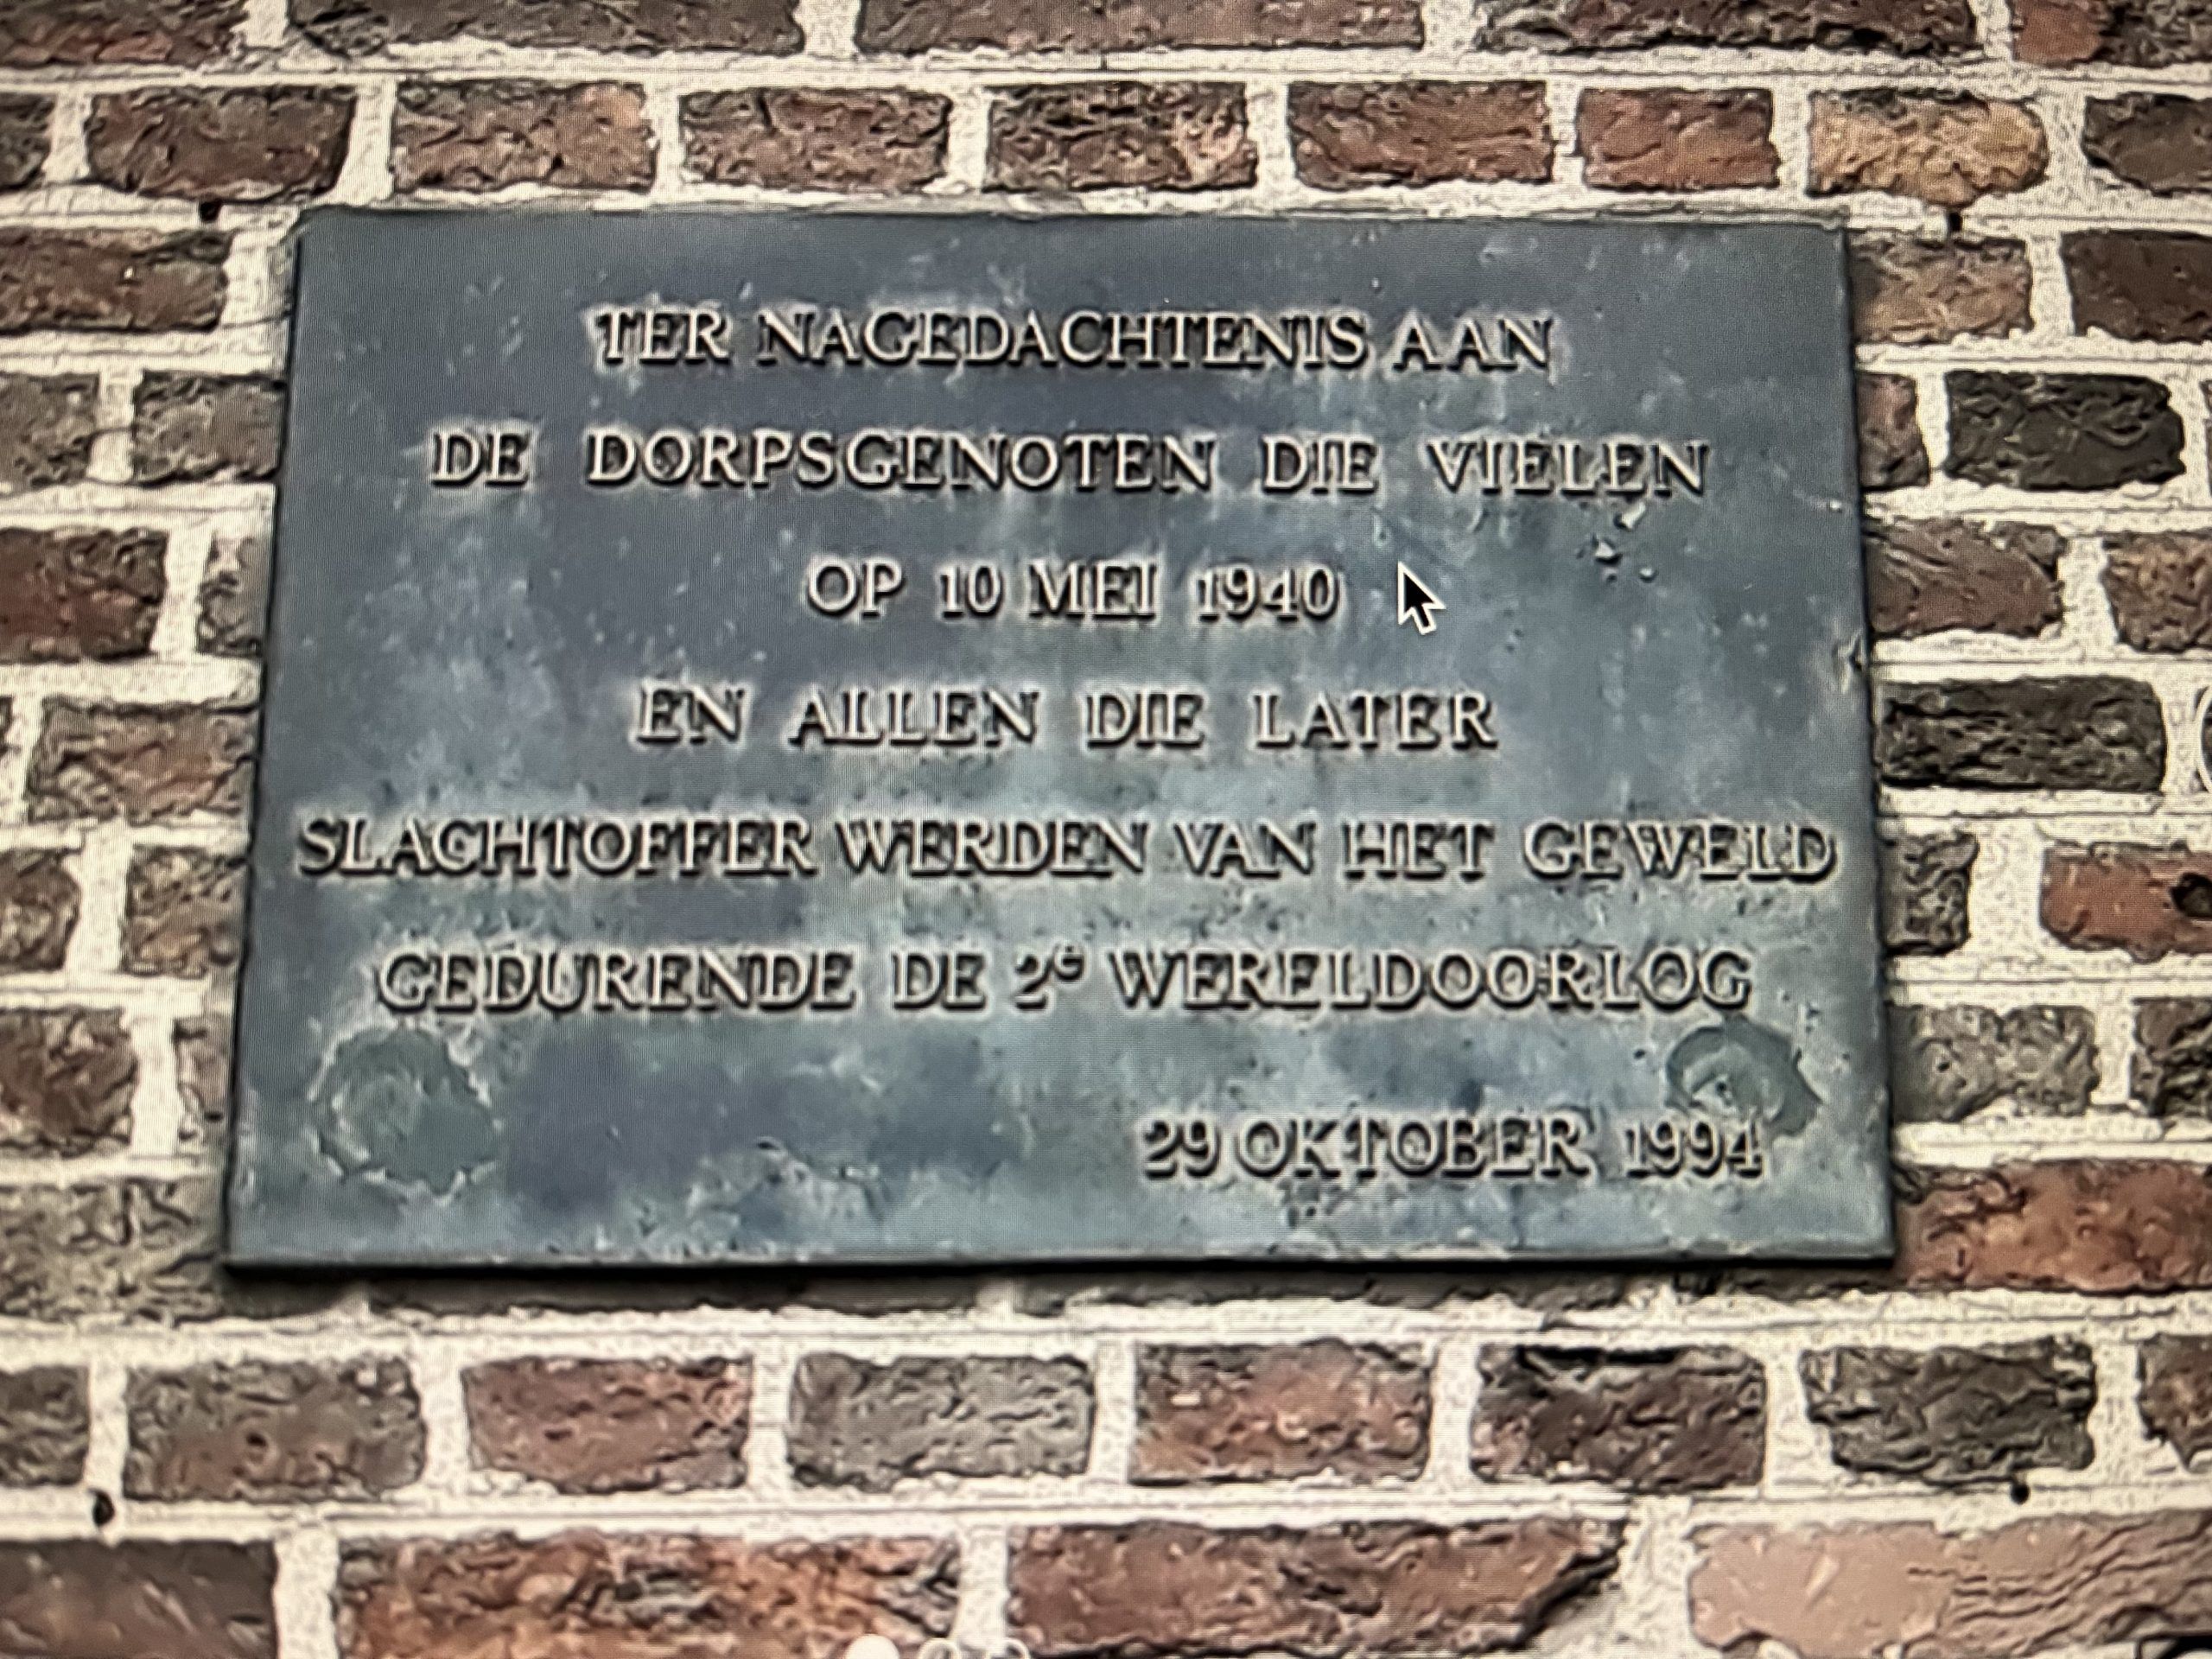 TER NAGEDACHTENIS AAN
DE DORPSGENOTEN DIE VIELEN
OP 10 MEI 1940
EN ALLEN DIE LATER
SLACHTOFFER WERDEN VAN HET GEWELD
GEDURENDE DE 2e WERELDOORLOG
29 OKTOBER 1994